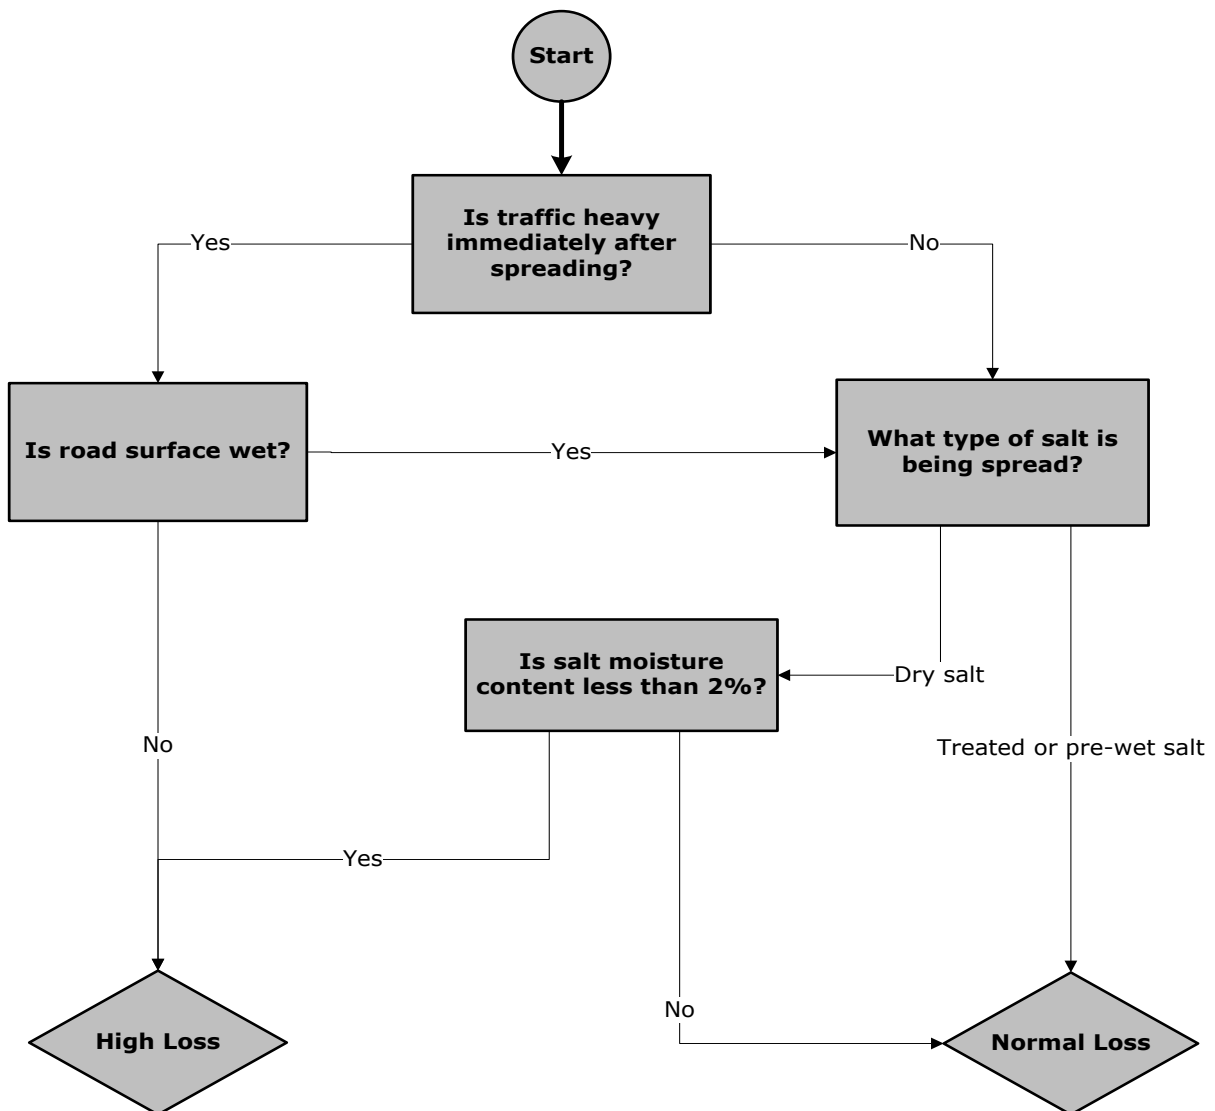 Start
Is traffic heavy
immediately after
spreading?
Yes
No
Is road surface wet?
Yes
What type of salt is
being spread?
Is salt moisture
content less than 2%?
Dry salt
No
Treated or pre-wet salt
Yes
No
High Loss
Normal Loss